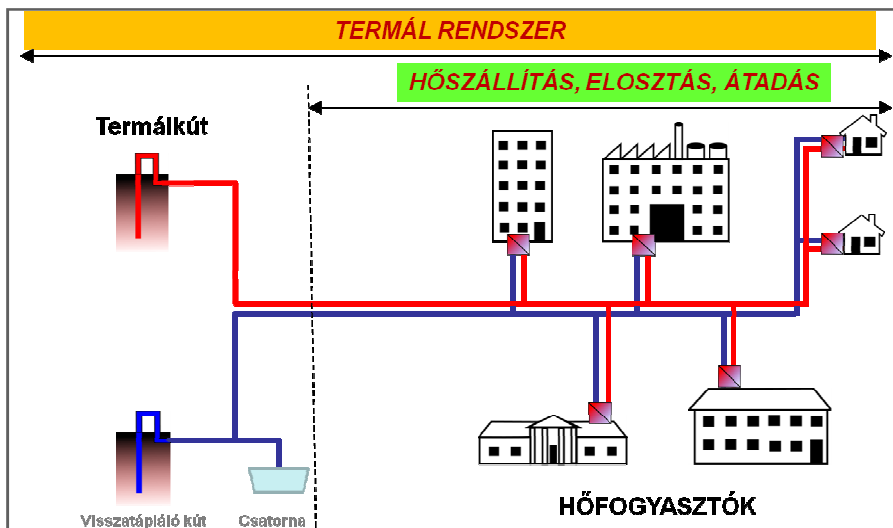 TERMÁL RENDSZER
HŐSZÁLLÍTÁS, ELOSZTÁS, ÁTADÁS
Termálkút
HŐFOGYASZTÓK
Visszatápláló kút
Csatorna